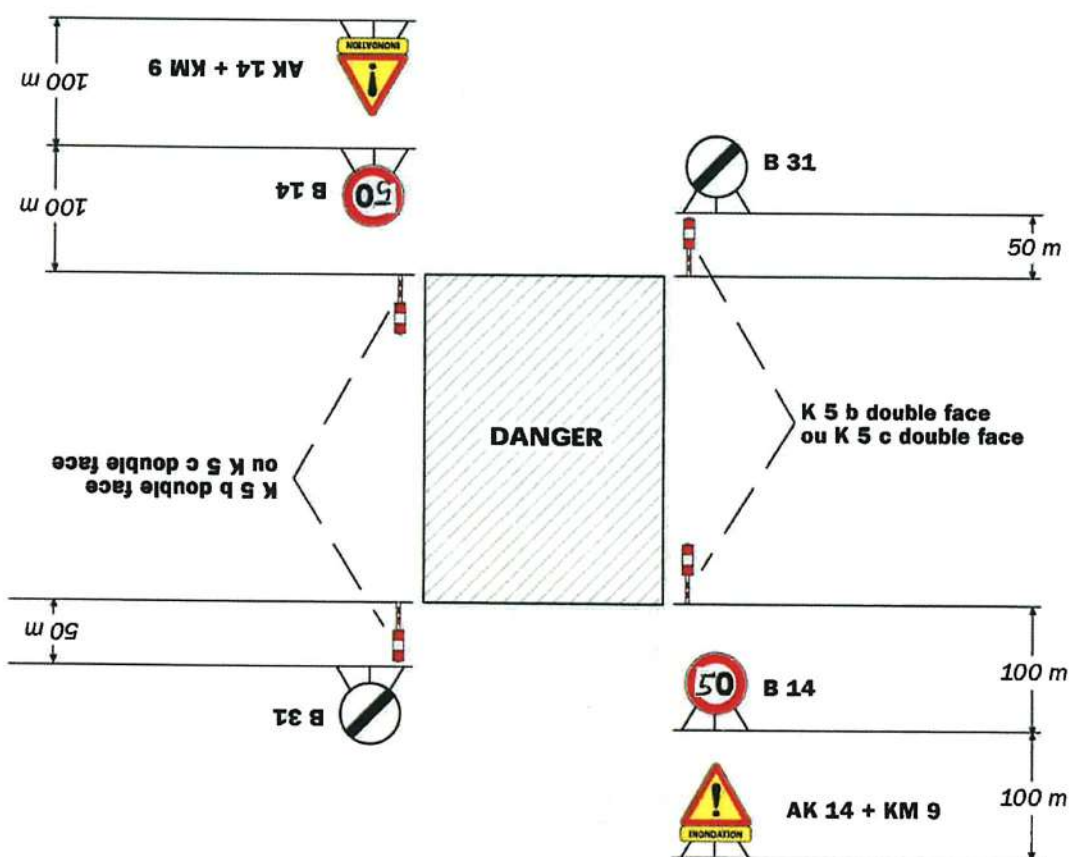 100 m
AK 14 + KM 9
INONDATION
100 m
B 14
50
B 31
50 m
DANGER
K 5 b double face
ou K 5 c double face
K 5 b double face
ou K 5 c double face
50 m
B 31
50
B 14
100 m
INONDATION
AK 14 + KM 9
100 m